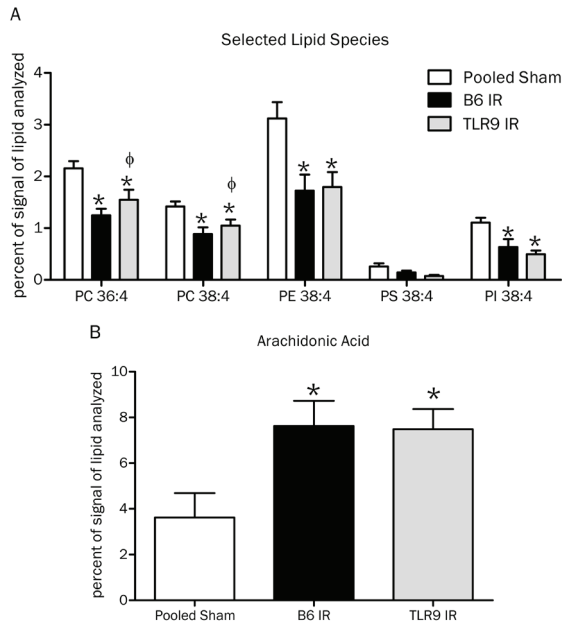 A
Selected Lipid Species
percent of signal of lipid analyzed
4
3
2
1
0
Pooled Sham
B6 IR
TLR9 IR
* ϕ *
* ϕ *
* *
* *
PC 36:4 PC 38:4 PE 38:4 PS 38:4 PI 38:4
B
Arachidonic Acid
percent of signal of lipid analyzed
10
8
6
4
2
0
* *
Pooled Sham B6 IR TLR9 IR